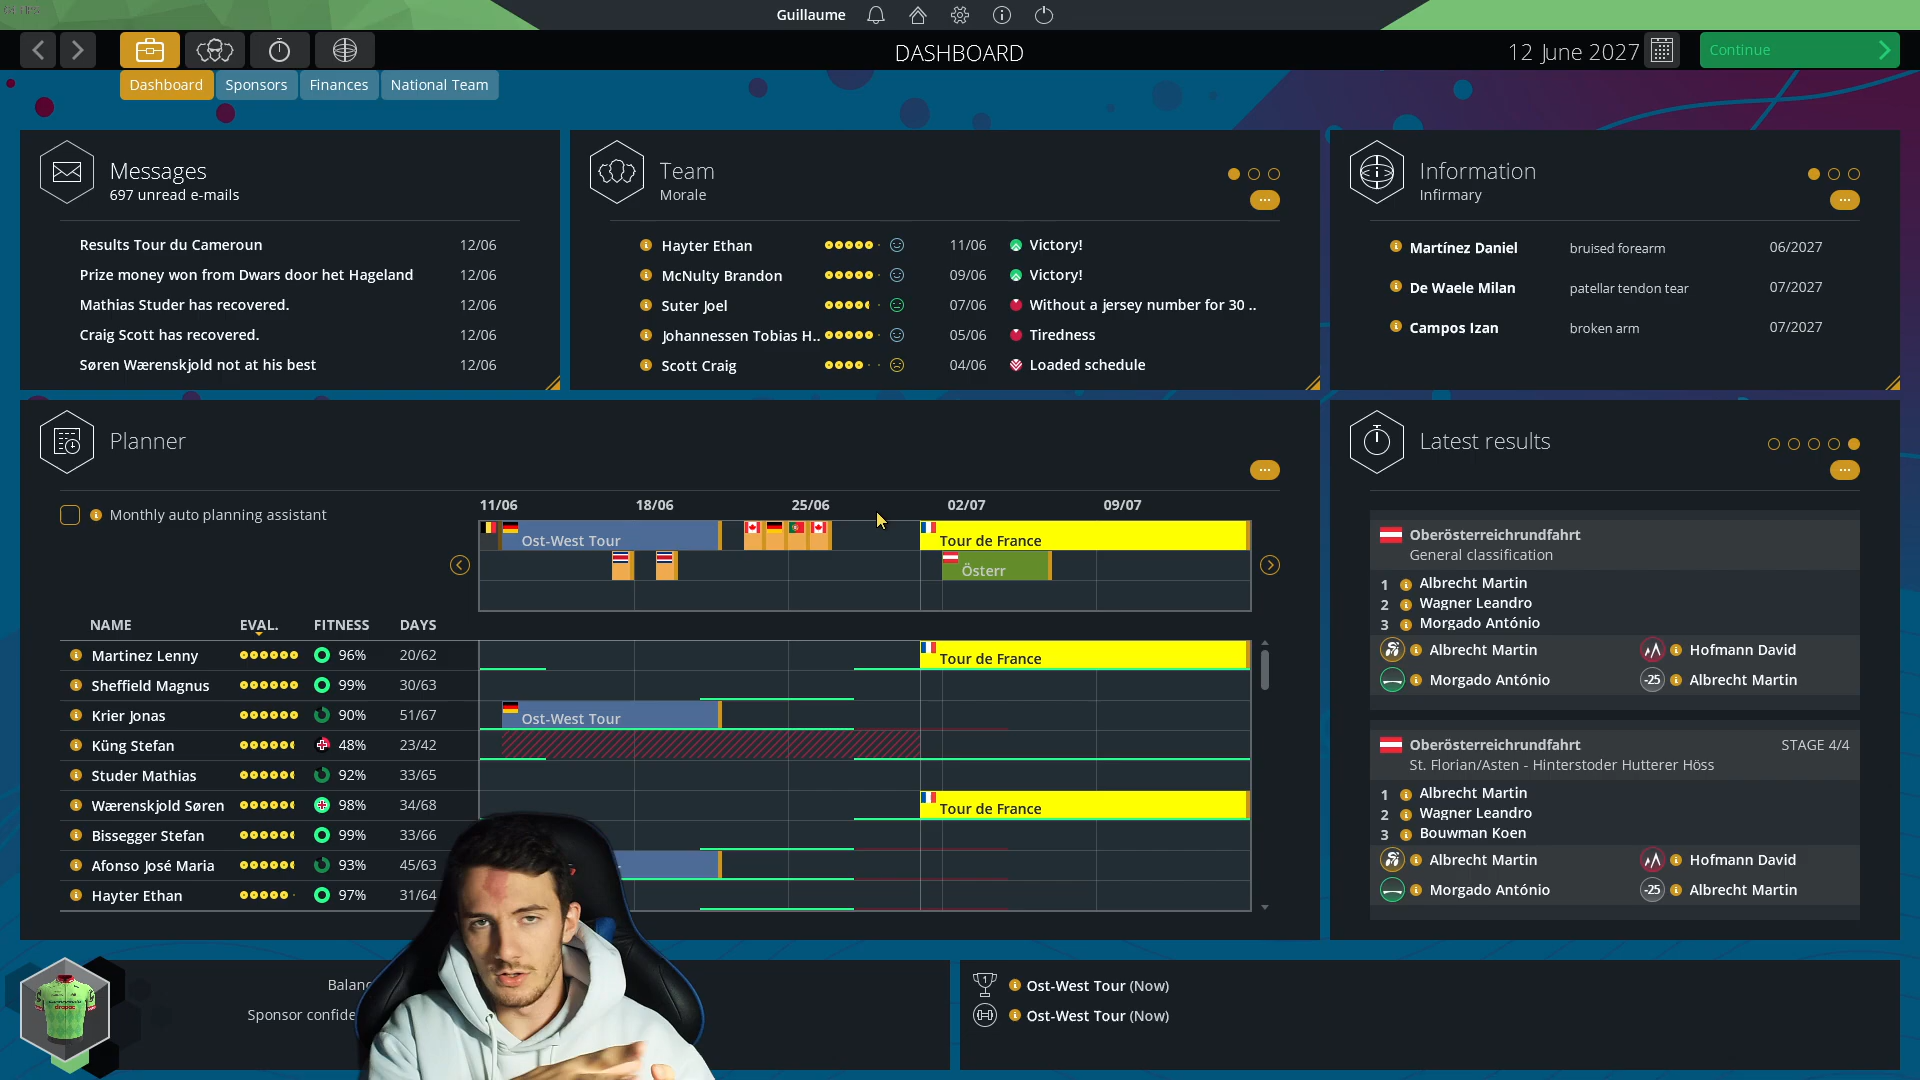 Guillaume
DASHBOARD
12 June 2027
Continue
Dashboard
Sponsors
Finances
National Team
Messages
697 unread e-mails
Results Tour du Cameroun 12/06
Prize money won from Dwars door het Hageland 12/06
Mathias Studer has recovered. 12/06
Craig Scott has recovered. 12/06
Søren Wærenskjold not at his best 12/06
Team
Morale
Hayter Ethan 11/06 Victory!
McNulty Brandon 09/06 Victory!
Suter Joel 07/06 Without a jersey number for 30 ..
Johannessen Tobias H.. 05/06 Tiredness
Scott Craig 04/06 Loaded schedule
Information
Infirmary
Martínez Daniel bruised forearm 06/2027
De Waele Milan patellar tendon tear 07/2027
Campos Izan broken arm 07/2027
Planner
Monthly auto planning assistant
11/06 18/06 25/06 02/07 09/07
Ost-West Tour Tour de France
Österr
NAME EVAL. FITNESS DAYS
Martinez Lenny 96% 20/62 Tour de France
Sheffield Magnus 99% 30/63
Krier Jonas 90% 51/67 Ost-West Tour
Küng Stefan 48% 23/42
Studer Mathias 92% 33/65
Wærenskjold Søren 98% 34/68 Tour de France
Bissegger Stefan 99% 33/66
Afonso José Maria 93% 45/63
Hayter Ethan 97% 31/64
Latest results
Oberösterreichrundfahrt
General classification
1 Albrecht Martin
2 Wagner Leandro
3 Morgado António
Albrecht Martin Hofmann David
Morgado António -25 Albrecht Martin
Oberösterreichrundfahrt STAGE 4/4
St. Florian/Asten - Hinterstoder Hutterer Höss
1 Albrecht Martin
2 Wagner Leandro
3 Bouwman Koen
Albrecht Martin Hofmann David
Morgado António -25 Albrecht Martin
Balanc
Sponsor confide
1 Ost-West Tour (Now)
Ost-West Tour (Now)